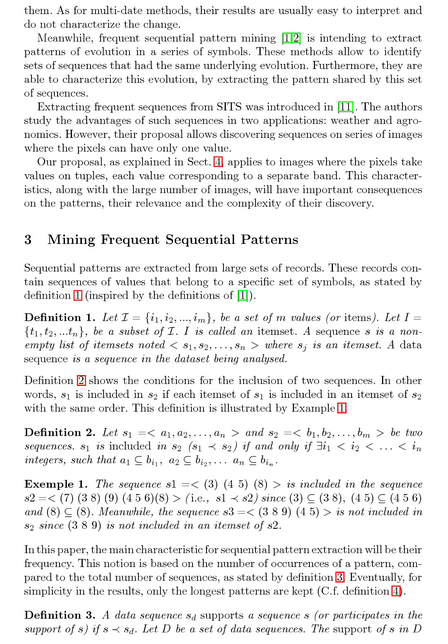 them. As for multi-date methods, their results are usually easy to interpret and
do not characterize the change.
Meanwhile, frequent sequential pattern mining [1,2] is intending to extract
patterns of evolution in a series of symbols. These methods allow to identify
sets of sequences that had the same underlying evolution. Furthermore, they are
able to characterize this evolution, by extracting the pattern shared by this set
of sequences.
Extracting frequent sequences from SITS was introduced in [11]. The authors
study the advantages of such sequences in two applications: weather and agro-
nomics. However, their proposal allows discovering sequences on series of images
where the pixels can have only one value.
Our proposal, as explained in Sect. 4, applies to images where the pixels take
values on tuples, each value corresponding to a separate band. This character-
istics, along with the large number of images, will have important consequences
on the patterns, their relevance and the complexity of their discovery.
3 Mining Frequent Sequential Patterns
Sequential patterns are extracted from large sets of records. These records con-
tain sequences of values that belong to a specific set of symbols, as stated by
definition 1 (inspired by the definitions of [1]).
Definition 1. Let I = {i1, i2, ..., im}, be a set of m values (or items). Let I =
{t1, t2, ...tn}, be a subset of I. I is called an itemset. A sequence s is a non-
empty list of itemsets noted < s1, s2, . . . , sn > where sj is an itemset. A data
sequence is a sequence in the dataset being analysed.
Definition 2 shows the conditions for the inclusion of two sequences. In other
words, s1 is included in s2 if each itemset of s1 is included in an itemset of s2
with the same order. This definition is illustrated by Example 1.
Definition 2. Let s1 =< a1, a2, . . . , an > and s2 =< b1, b2, . . . , bm > be two
sequences. s1 is included in s2 (s1 ≺ s2) if and only if ∃i1 < i2 < . . . < in
integers, such that a1 ⊆ bi1, a2 ⊆ bi2, . . . an ⊆ bin.
Exemple 1. The sequence s1 =< (3) (4 5) (8) > is included in the sequence
s2 =< (7) (3 8) (9) (4 5 6)(8) > (i.e., s1 ≺ s2) since (3) ⊆ (3 8), (4 5) ⊆ (4 5 6)
and (8) ⊆ (8). Meanwhile, the sequence s3 =< (3 8 9) (4 5) > is not included in
s2 since (3 8 9) is not included in an itemset of s2.
In this paper, the main characteristic for sequential pattern extraction will be their
frequency. This notion is based on the number of occurrences of a pattern, com-
pared to the total number of sequences, as stated by definition 3. Eventually, for
simplicity in the results, only the longest patterns are kept (C.f. definition 4).
Definition 3. A data sequence sd supports a sequence s (or participates in the
support of s) if s ≺ sd. Let D be a set of data sequences. The support of s in D